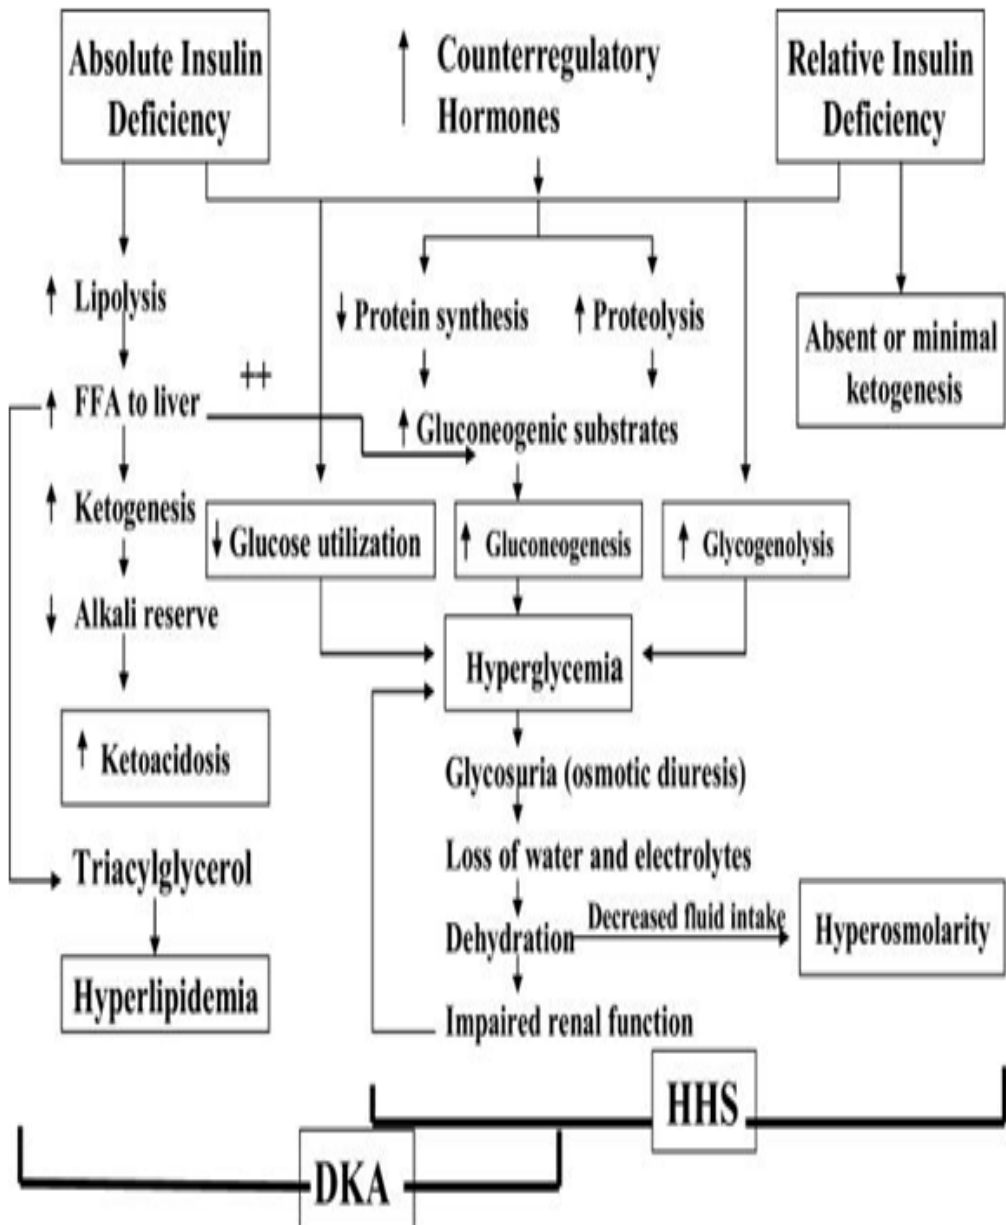 Absolute Insulin
Deficiency
↑ Counterregulatory
Hormones
Relative Insulin
Deficiency
↑ Lipolysis
↓ Protein synthesis
↑ Proteolysis
Absent or minimal
ketogenesis
++
↑ FFA to liver
↑ Gluconeogenic substrates
↑ Ketogenesis
↓ Glucose utilization
↑ Gluconeogenesis
↑ Glycogenolysis
↓ Alkali reserve
Hyperglycemia
↑ Ketoacidosis
Glycosuria (osmotic diuresis)
Loss of water and electrolytes
Triacylglycerol
Dehydration
Decreased fluid intake
Hyperosmolarity
Hyperlipidemia
Impaired renal function
HHS
DKA